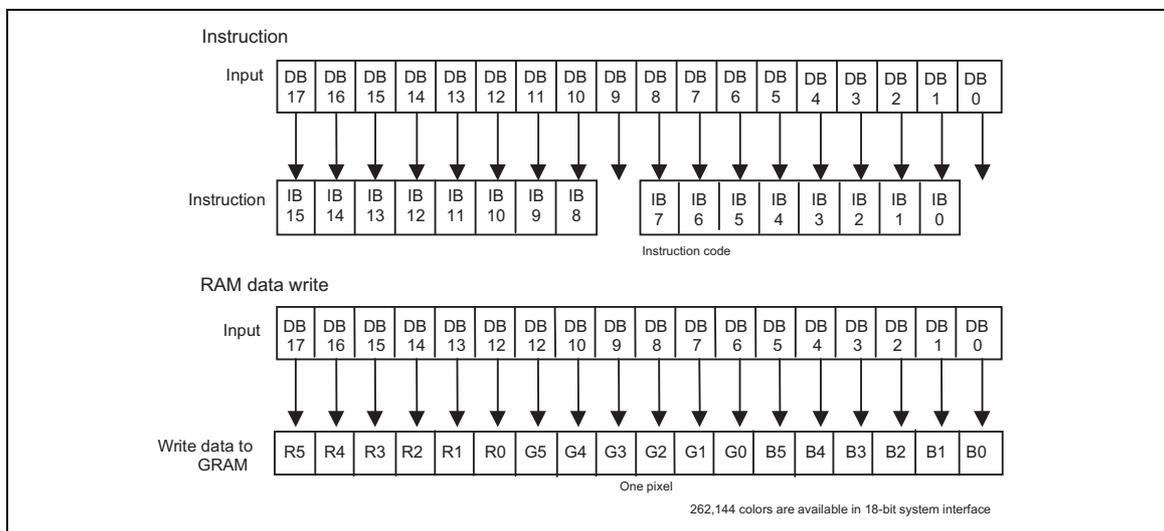 Instruction
Input DB 17 DB 16 DB 15 DB 14 DB 13 DB 12 DB 11 DB 10 DB 9 DB 8 DB 7 DB 6 DB 5 DB 4 DB 3 DB 2 DB 1 DB 0
Instruction IB 15 IB 14 IB 13 IB 12 IB 11 IB 10 IB 9 IB 8 IB 7 IB 6 IB 5 IB 4 IB 3 IB 2 IB 1 IB 0
Instruction code
RAM data write
Input DB 17 DB 16 DB 15 DB 14 DB 13 DB 12 DB 12 DB 10 DB 9 DB 8 DB 7 DB 6 DB 5 DB 4 DB 3 DB 2 DB 1 DB 0
Write data to GRAM R5 R4 R3 R2 R1 R0 G5 G4 G3 G2 G1 G0 B5 B4 B3 B2 B1 B0
One pixel
262,144 colors are available in 18-bit system interface